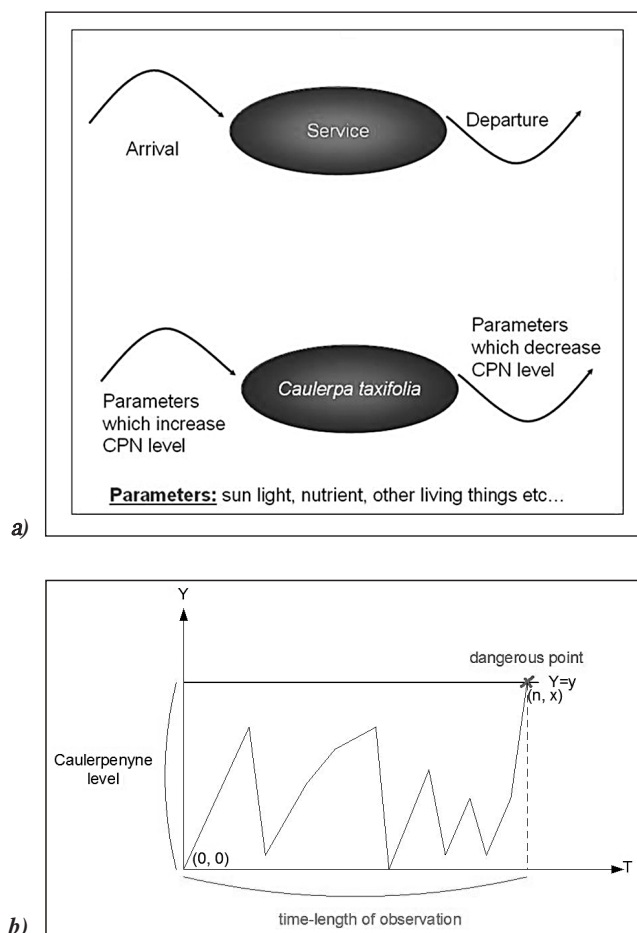 Service
Departure
Arrival
Parameters
which decrease
CPN level
Caulerpa taxifolia
Parameters
which increase
CPN level
Parameters: sun light, nutrient, other living things etc…
a)
Y
dangerous point
Y=y
(n, x)
Caulerpenyne
level
(0, 0)
T
time-length of observation
b)